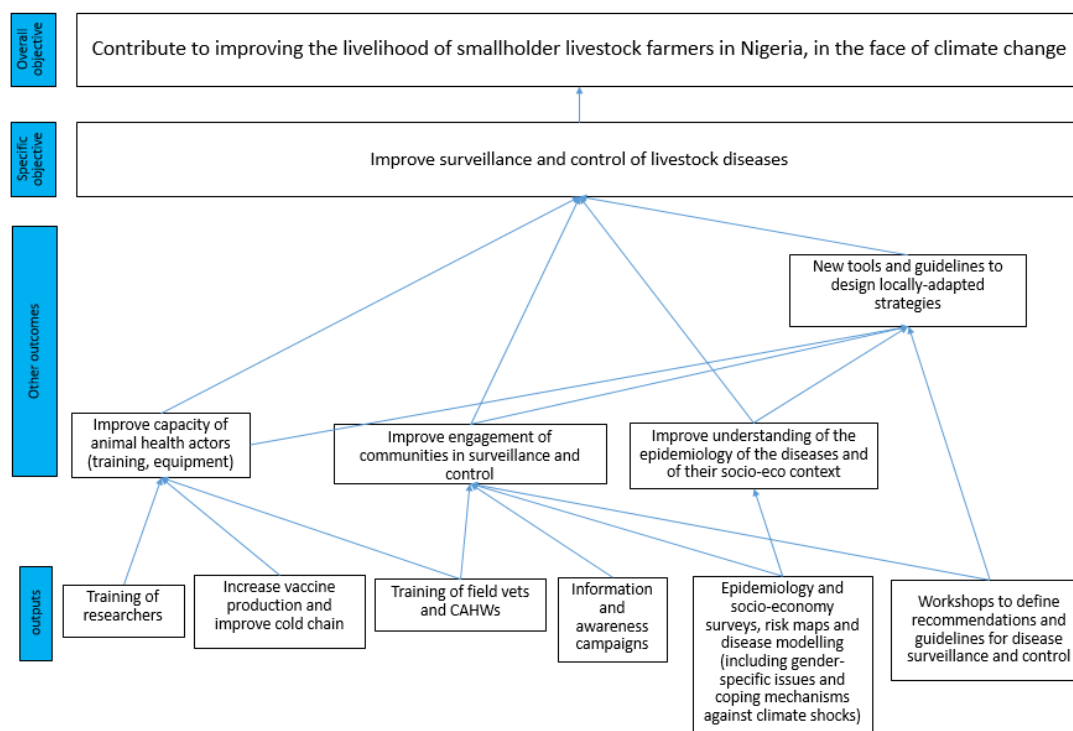 Overall
objective
Contribute to improving the livelihood of smallholder livestock farmers in Nigeria, in the face of climate change
Specific
objective
Improve surveillance and control of livestock diseases
Other outcomes
New tools and guidelines to
design locally-adapted
strategies
Improve capacity of
animal health actors
(training, equipment)
Improve engagement of
communities in surveillance and
control
Improve understanding of the
epidemiology of the diseases and
of their socio-eco context
outputs
Training of
researchers
Increase vaccine
production and
improve cold chain
Training of field vets
and CAHWs
Information
and
awareness
campaigns
Epidemiology and
socio-economy
surveys, risk maps and
disease modelling
(including gender-
specific issues and
coping mechanisms
against climate shocks)
Workshops to define
recommendations and
guidelines for disease
surveillance and control